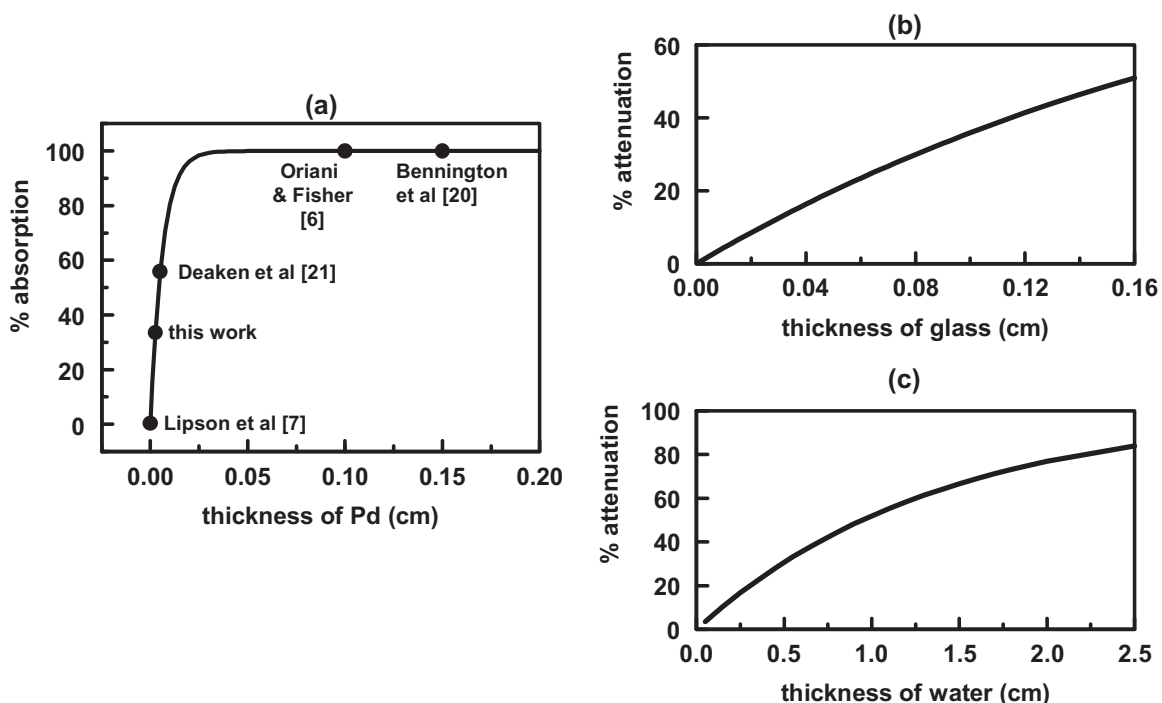 (a)
% absorption
100
80
60
40
20
0
Oriani
& Fisher
[6]
Bennington
et al [20]
Deaken et al [21]
this work
Lipson et al [7]
0.00 0.05 0.10 0.15 0.20
thickness of Pd (cm)
(b)
% attenuation
60
40
20
0
0.00 0.04 0.08 0.12 0.16
thickness of glass (cm)
(c)
% attenuation
100
80
60
40
20
0
0.0 0.5 1.0 1.5 2.0 2.5
thickness of water (cm)